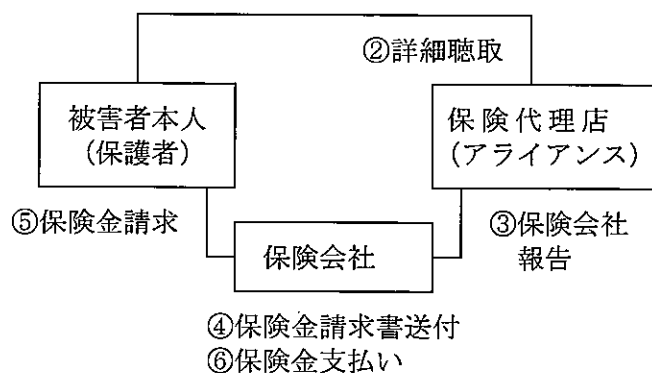 ②詳細聴取
被害者本人
(保護者)
保険代理店
(アライアンス)
⑤保険金請求
③保険会社
報告
保険会社
④保険金請求書送付
⑥保険金支払い